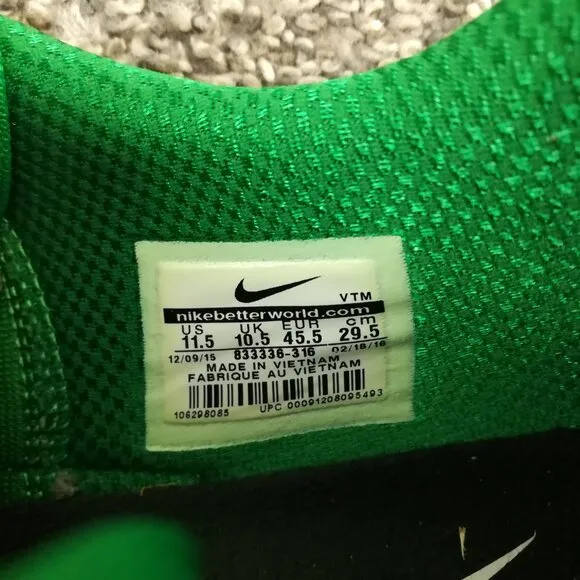 VTM
nikebetterworld.com
US UK EUR cm
11.5 10.5 45.5 29.5
12/09/15 833336-316 02/18/16
MADE IN VIETNAM
FABRIQUE AU VIETNAM
106298085 UPC 00091208095493